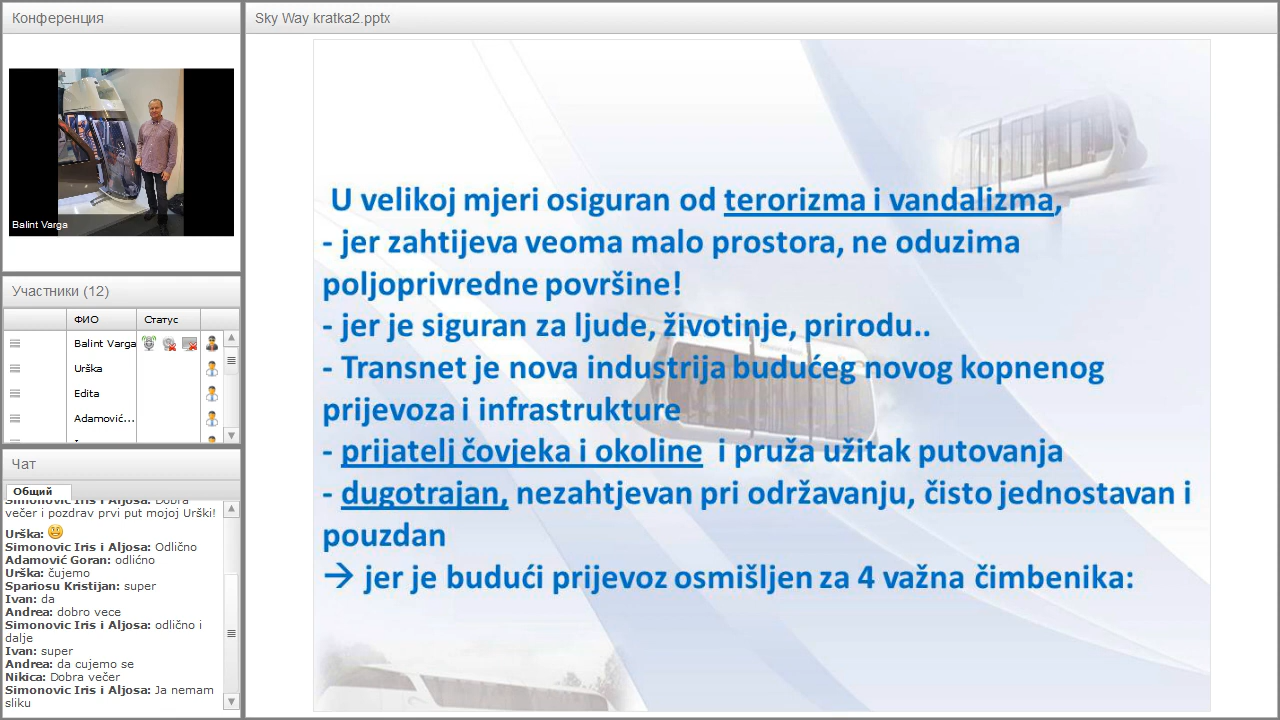 Конференция
Balint Varga
Участники (12)
ФИО
Статус
Balint Varga
Urška
Edita
Adamović...
Чат
Общий
Simonovic Iris i Aljosa: Dobra
večer i pozdrav prvi put mojoj Urški!
Urška:
Simonovic Iris i Aljosa: Odlično
Adamović Goran: odlićno
Urška: čujemo
Spariosu Kristijan: super
Ivan: da
Andrea: dobro vece
Simonovic Iris i Aljosa: odlično i
dalje
Ivan: super
Andrea: da cujemo se
Nikica: Dobra večer
Simonovic Iris i Aljosa: Ja nemam
sliku
Sky Way kratka2.pptx
U velikoj mjeri osiguran od terorizma i vandalizma,
- jer zahtijeva veoma malo prostora, ne oduzima
poljoprivredne površine!
- jer je siguran za ljude, životinje, prirodu..
- Transnet je nova industrija budućeg novog kopnenog
prijevoza i infrastrukture
- prijatelj čovjeka i okoline  i pruža užitak putovanja
- dugotrajan, nezahtjevan pri održavanju, čisto jednostavan i
pouzdan
→ jer je budući prijevoz osmišljen za 4 važna čimbenika: